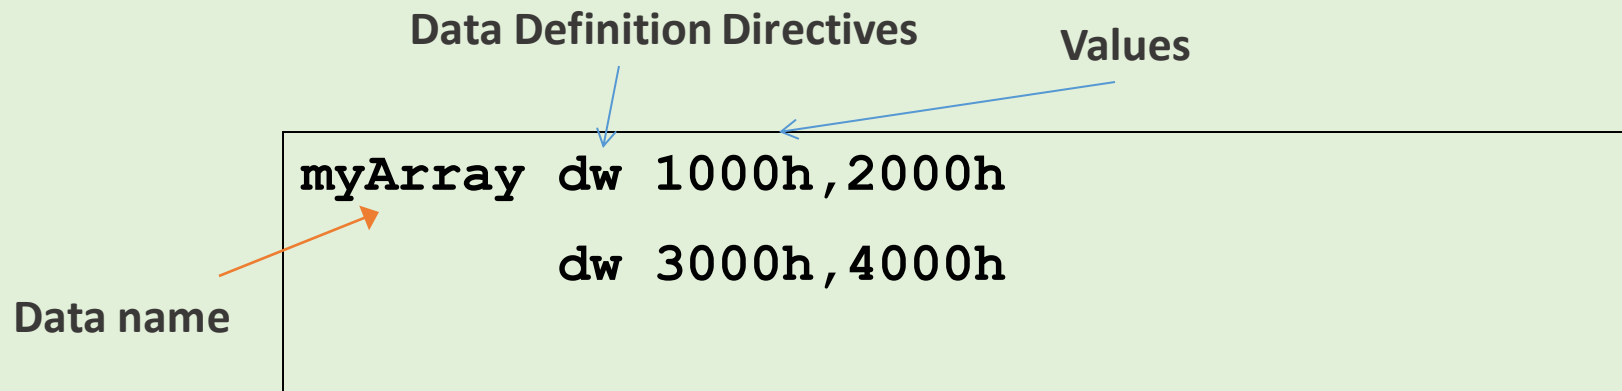 Data Definition Directives
Values
myArray dw 1000h,2000h
dw 3000h,4000h
Data name